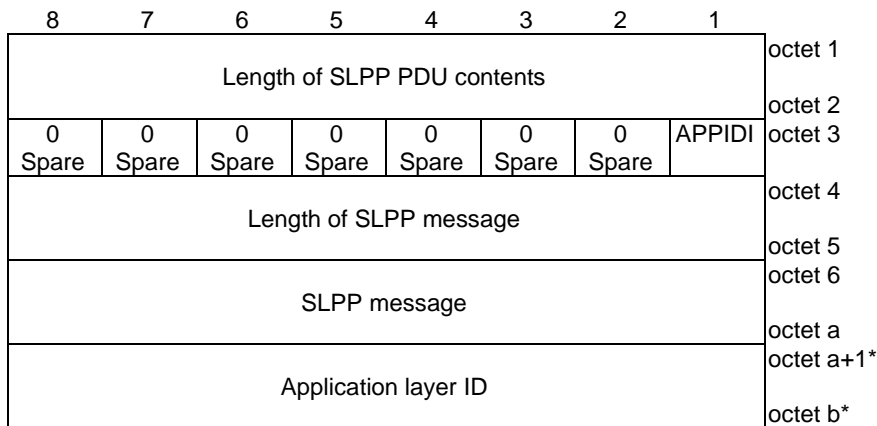 8 7 6 5 4 3 2 1
octet 1
Length of SLPP PDU contents
octet 2
0 0 0 0 0 0 0 APPIDI octet 3
Spare Spare Spare Spare Spare Spare Spare
octet 4
Length of SLPP message
octet 5
octet 6
SLPP message
octet a
octet a+1*
Application layer ID
octet b*